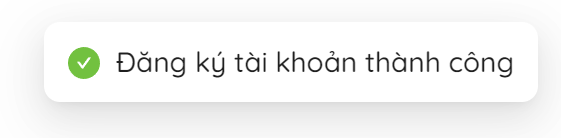 Đăng ký tài khoản thành công